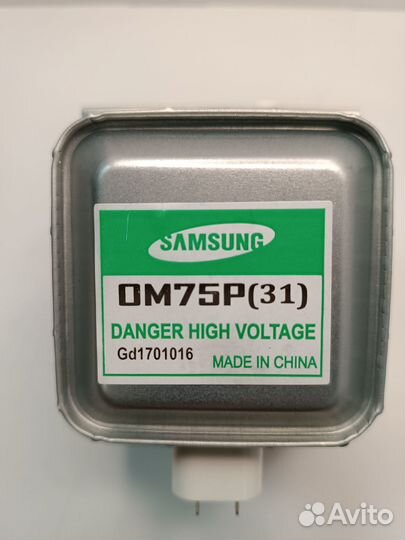 SAMSUNG
OM75P(31)
DANGER HIGH VOLTAGE
Gd1701016
MADE IN CHINA
Avito